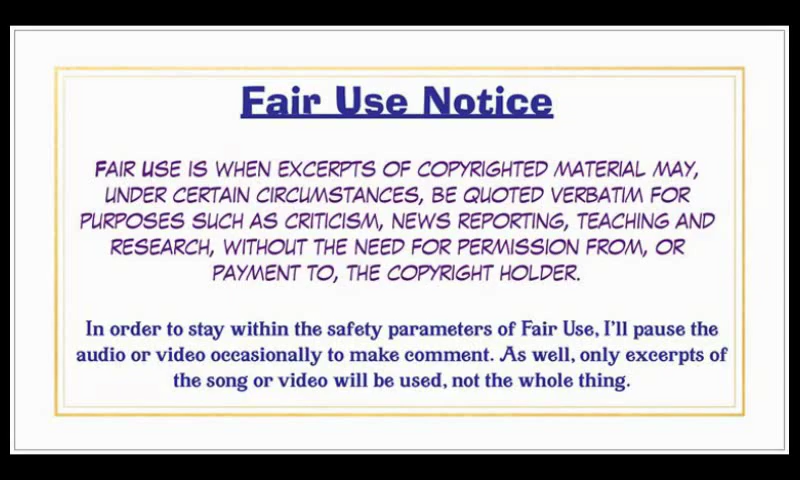 Fair Use Notice
FAIR USE IS WHEN EXCERPTS OF COPYRIGHTED MATERIAL MAY,
UNDER CERTAIN CIRCUMSTANCES, BE QUOTED VERBATIM FOR
PURPOSES SUCH AS CRITICISM, NEWS REPORTING, TEACHING AND
RESEARCH, WITHOUT THE NEED FOR PERMISSION FROM, OR
PAYMENT TO, THE COPYRIGHT HOLDER.
In order to stay within the safety parameters of Fair Use, I'll pause the
audio or video occasionally to make comment. As well, only excerpts of
the song or video will be used, not the whole thing.